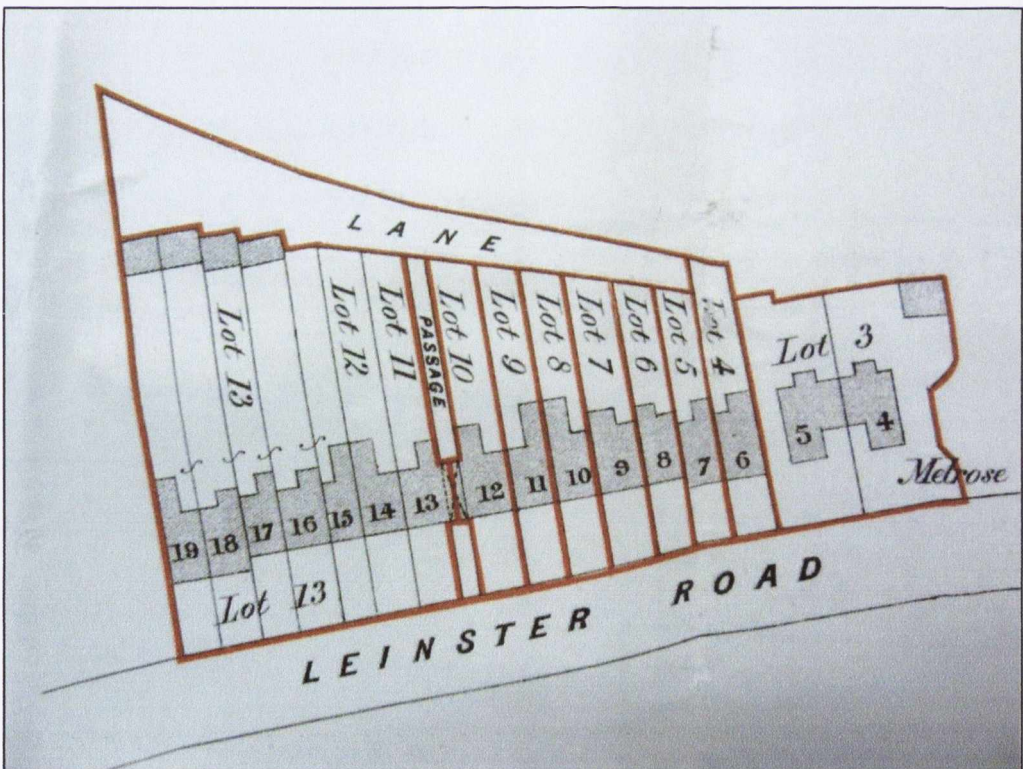 LANE
Lot 13
Lot 12
Lot 11
PASSAGE
Lot 10
Lot 9
Lot 8
Lot 7
Lot 6
Lot 5
Lot 4
Lot 3
19
18
17
16
15
14
13
12
11
10
9
8
7
6
5
4
Melrose
Lot 13
LEINSTER ROAD